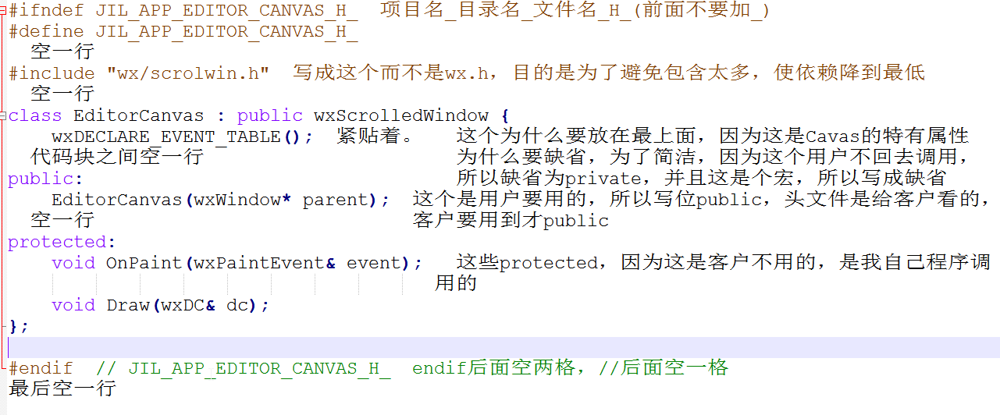 #ifndef JIL_APP_EDITOR_CANVAS_H_  项目名_目录名_文件名_H_(前面不要加_)
#define JIL_APP_EDITOR_CANVAS_H_
空一行
#include "wx/scrolwin.h"  写成这个而不是wx.h，目的是为了避免包含太多，使依赖降到最低
空一行
class EditorCanvas : public wxScrolledWindow {
wxDECLARE_EVENT_TABLE();  紧贴着。  这个为什么要放在最上面，因为这是Cavas的特有属性
代码块之间空一行  为什么要缺省，为了简洁，因为这个用户不回去调用，
public:  所以缺省为private，并且这是个宏，所以写成缺省
EditorCanvas(wxWindow* parent);  这个是用户要用的，所以写位public，头文件是给客户看的，
空一行  客户要用到才public
protected:
void OnPaint(wxPaintEvent& event);  这些protected，因为这是客户不用的，是我自己程序调
用的
void Draw(wxDC& dc);
};
#endif  // JIL_APP_EDITOR_CANVAS_H_  endif后面空两格，//后面空一格
最后空一行